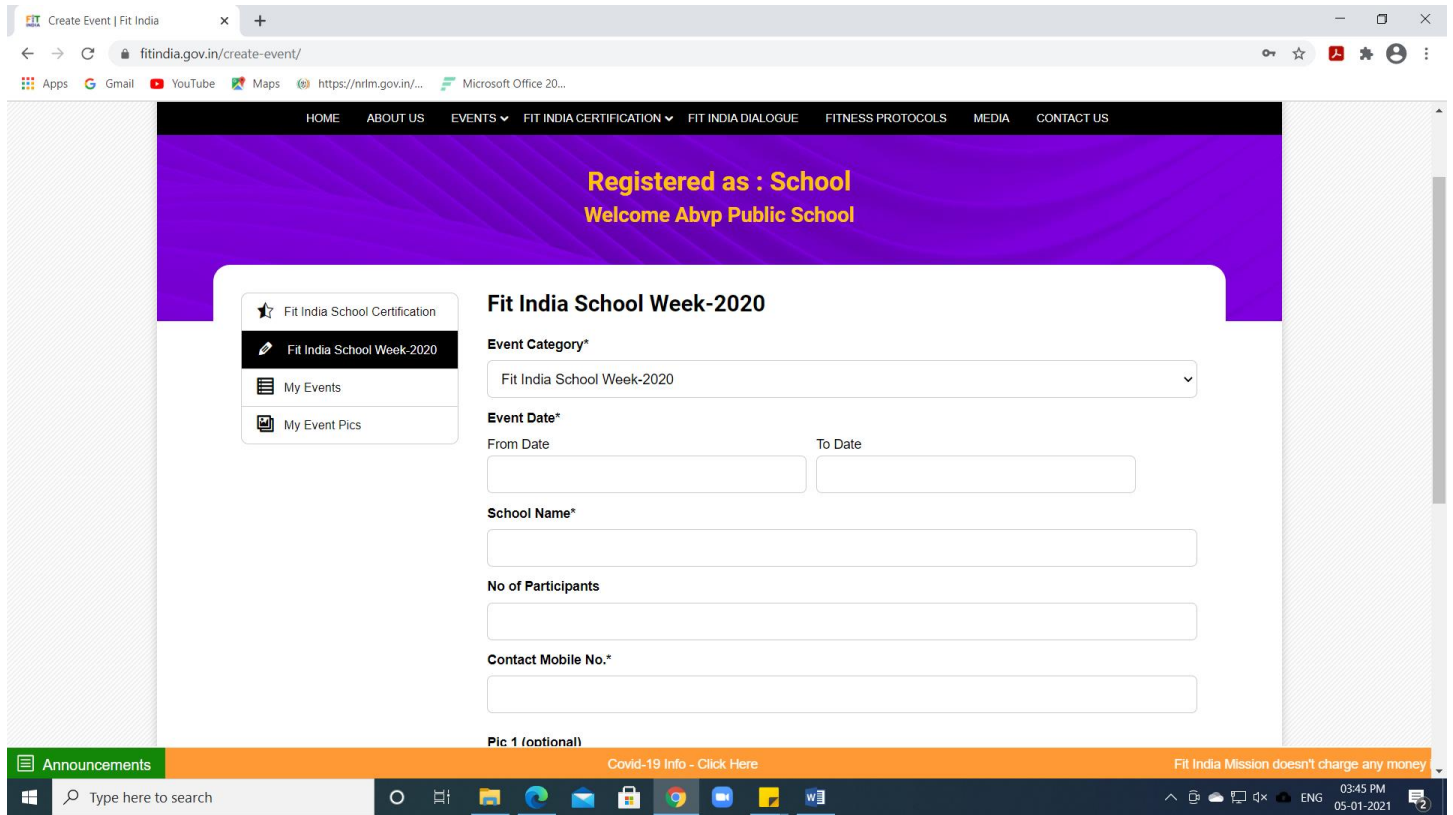 FIT INDIA Create Event | Fit India
fitindia.gov.in/create-event/
Apps G Gmail YouTube Maps https://nrlm.gov.in/... Microsoft Office 20...
HOME ABOUT US EVENTS FIT INDIA CERTIFICATION FIT INDIA DIALOGUE FITNESS PROTOCOLS MEDIA CONTACT US
Registered as : School
Welcome Abvp Public School
Fit India School Certification
Fit India School Week-2020
My Events
My Event Pics
Fit India School Week-2020
Event Category*
Fit India School Week-2020
Event Date*
From Date To Date
School Name*
No of Participants
Contact Mobile No.*
Pic 1 (optional)
Announcements Covid-19 Info - Click Here Fit India Mission doesn't charge any money
Type here to search W ENG 03:45 PM
05-01-2021 2